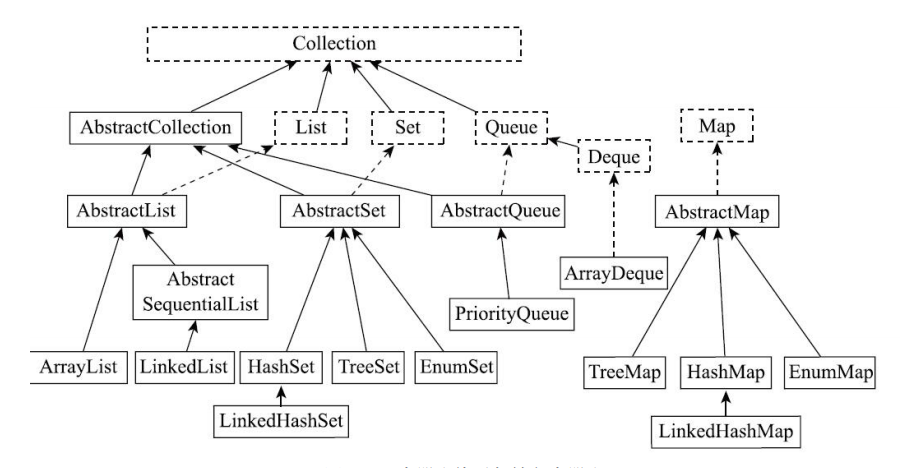 Collection
AbstractCollection
List
Set
Queue
Deque
Map
AbstractList
AbstractSet
AbstractQueue
AbstractMap
Abstract
SequentialList
ArrayDeque
PriorityQueue
ArrayList
LinkedList
HashSet
TreeSet
EnumSet
TreeMap
HashMap
EnumMap
LinkedHashSet
LinkedHashMap